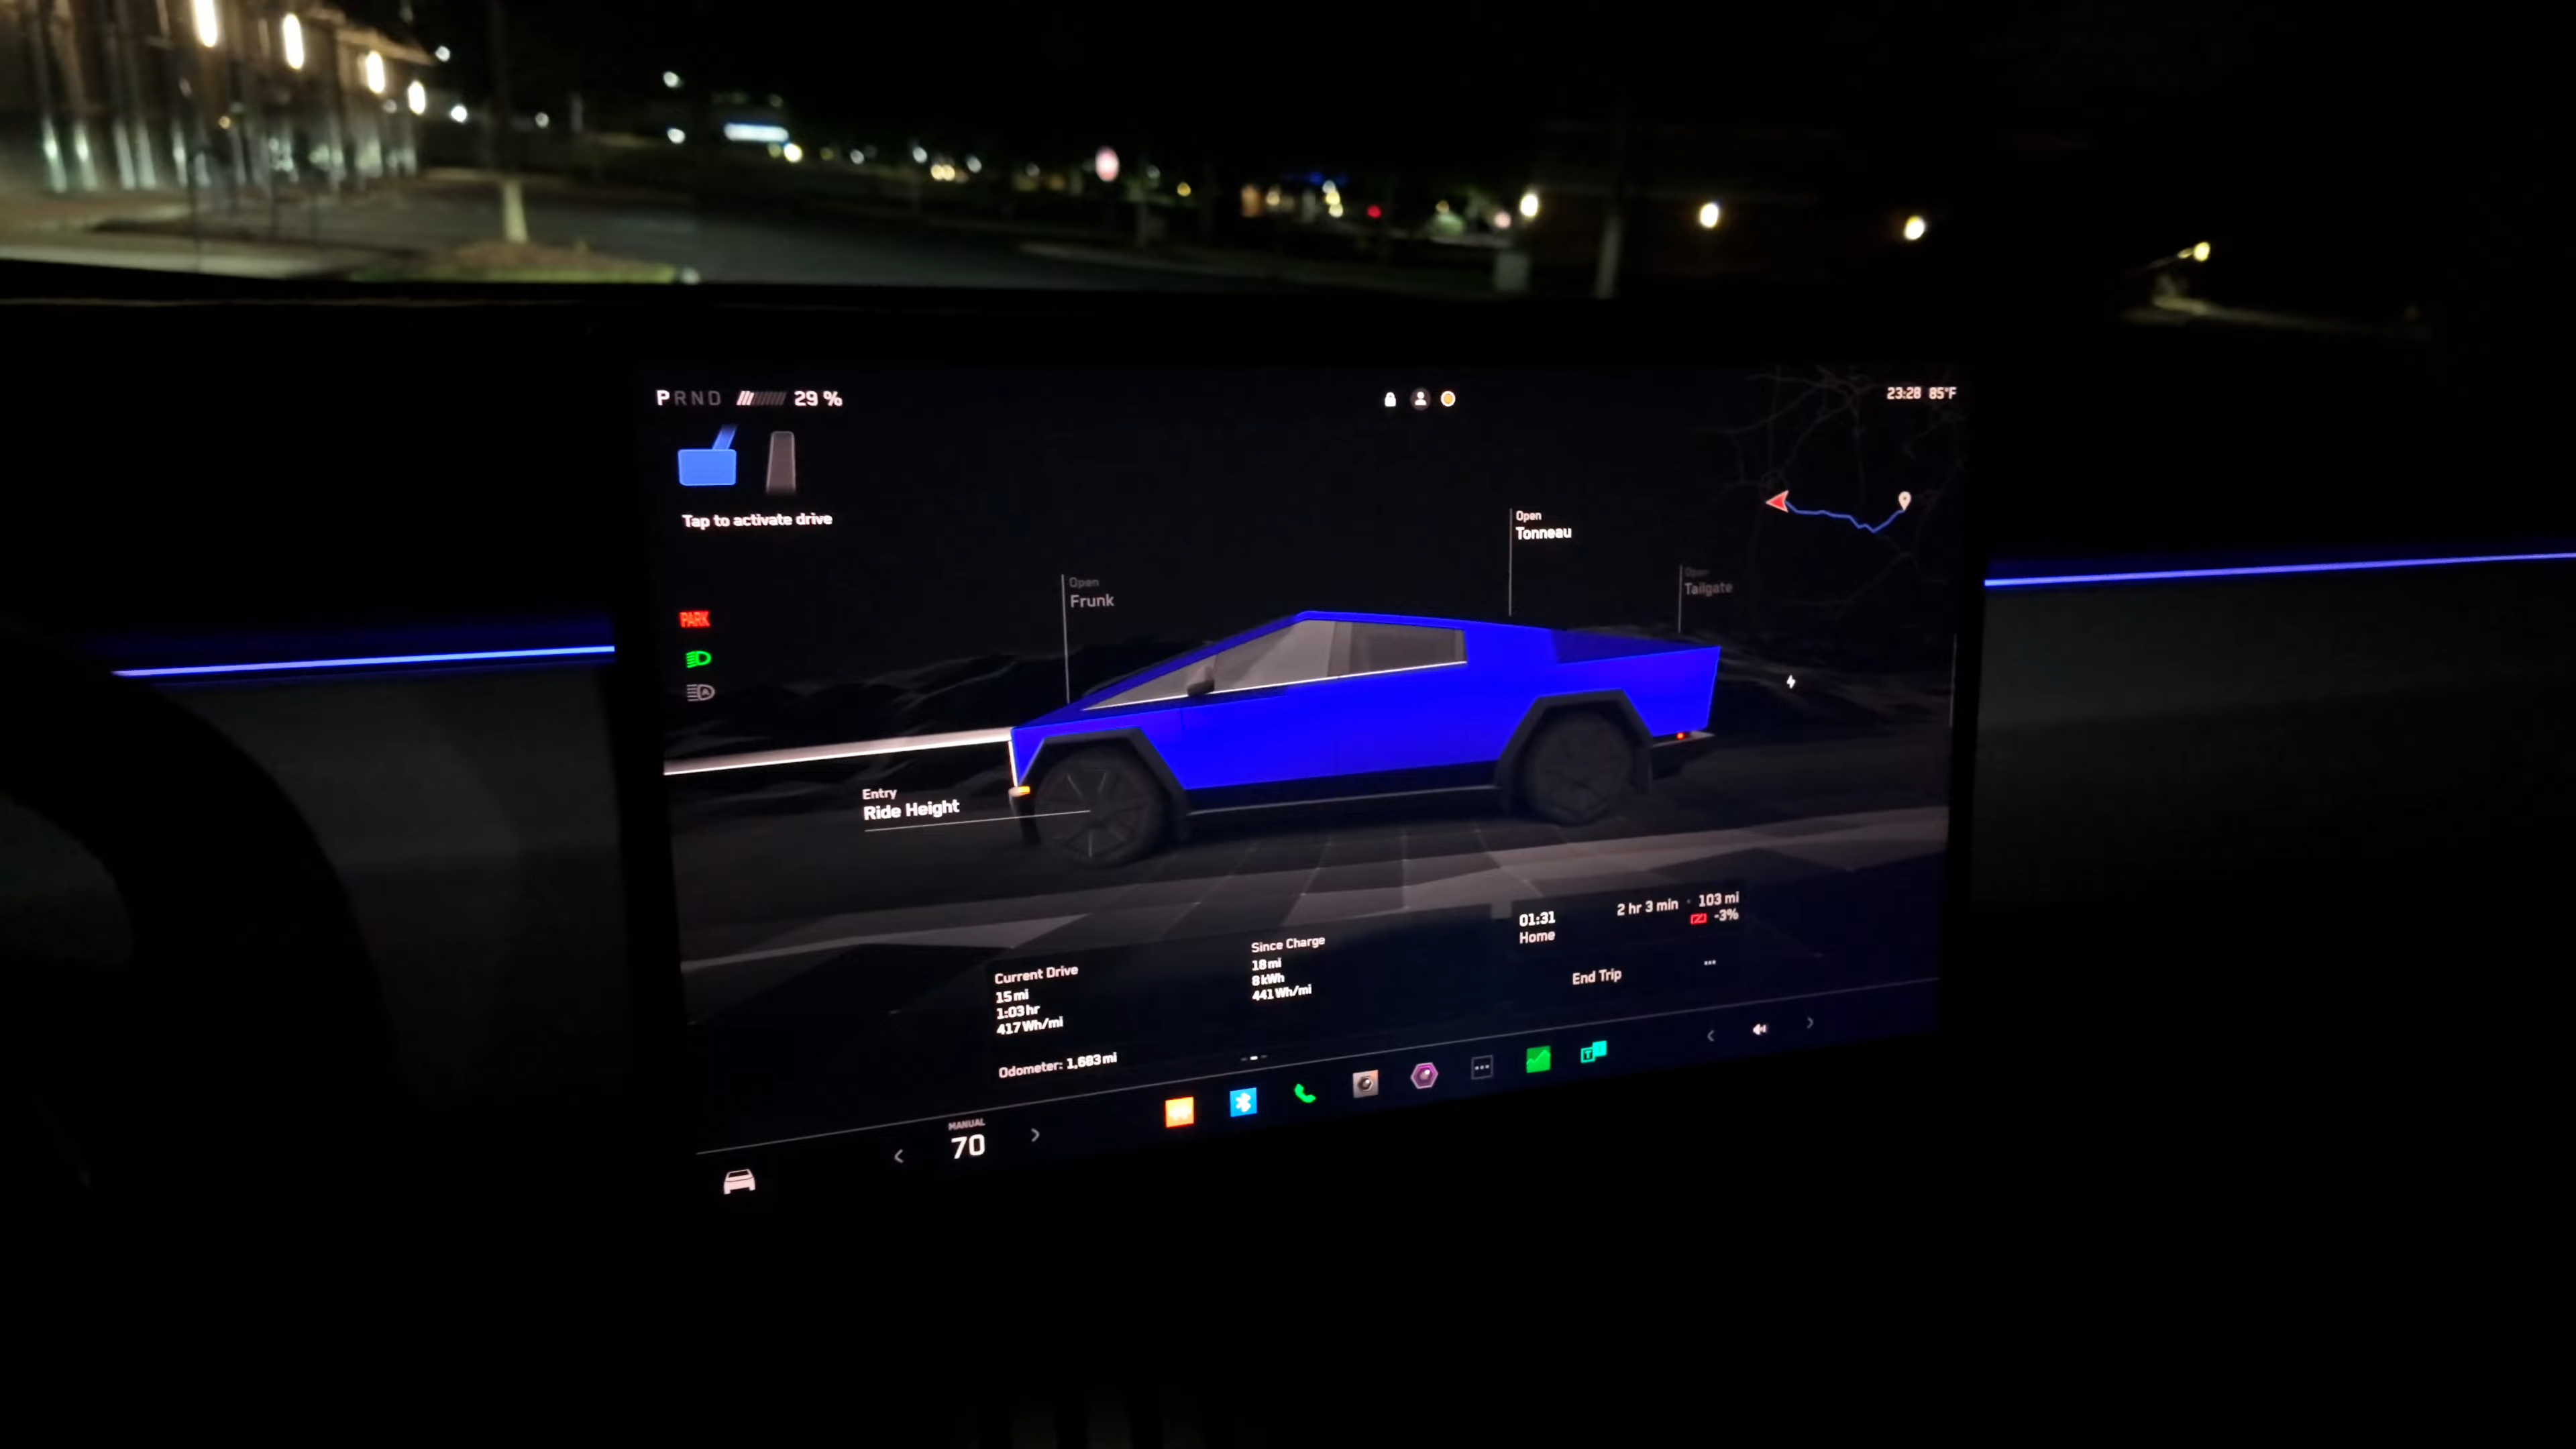 PRND 29 %
23:28 85°F
Tap to activate drive
Open
Tonneau
Open
Frunk
Open
Tailgate
PARK
Entry
Ride Height
Current Drive
15 mi
1:03 hr
417 Wh/mi
Odometer: 1,683 mi
Since Charge
18 mi
8 kWh
441 Wh/mi
01:31
Home
2 hr 3 min · 103 mi
-3%
End Trip
...
MANUAL
< 70 >